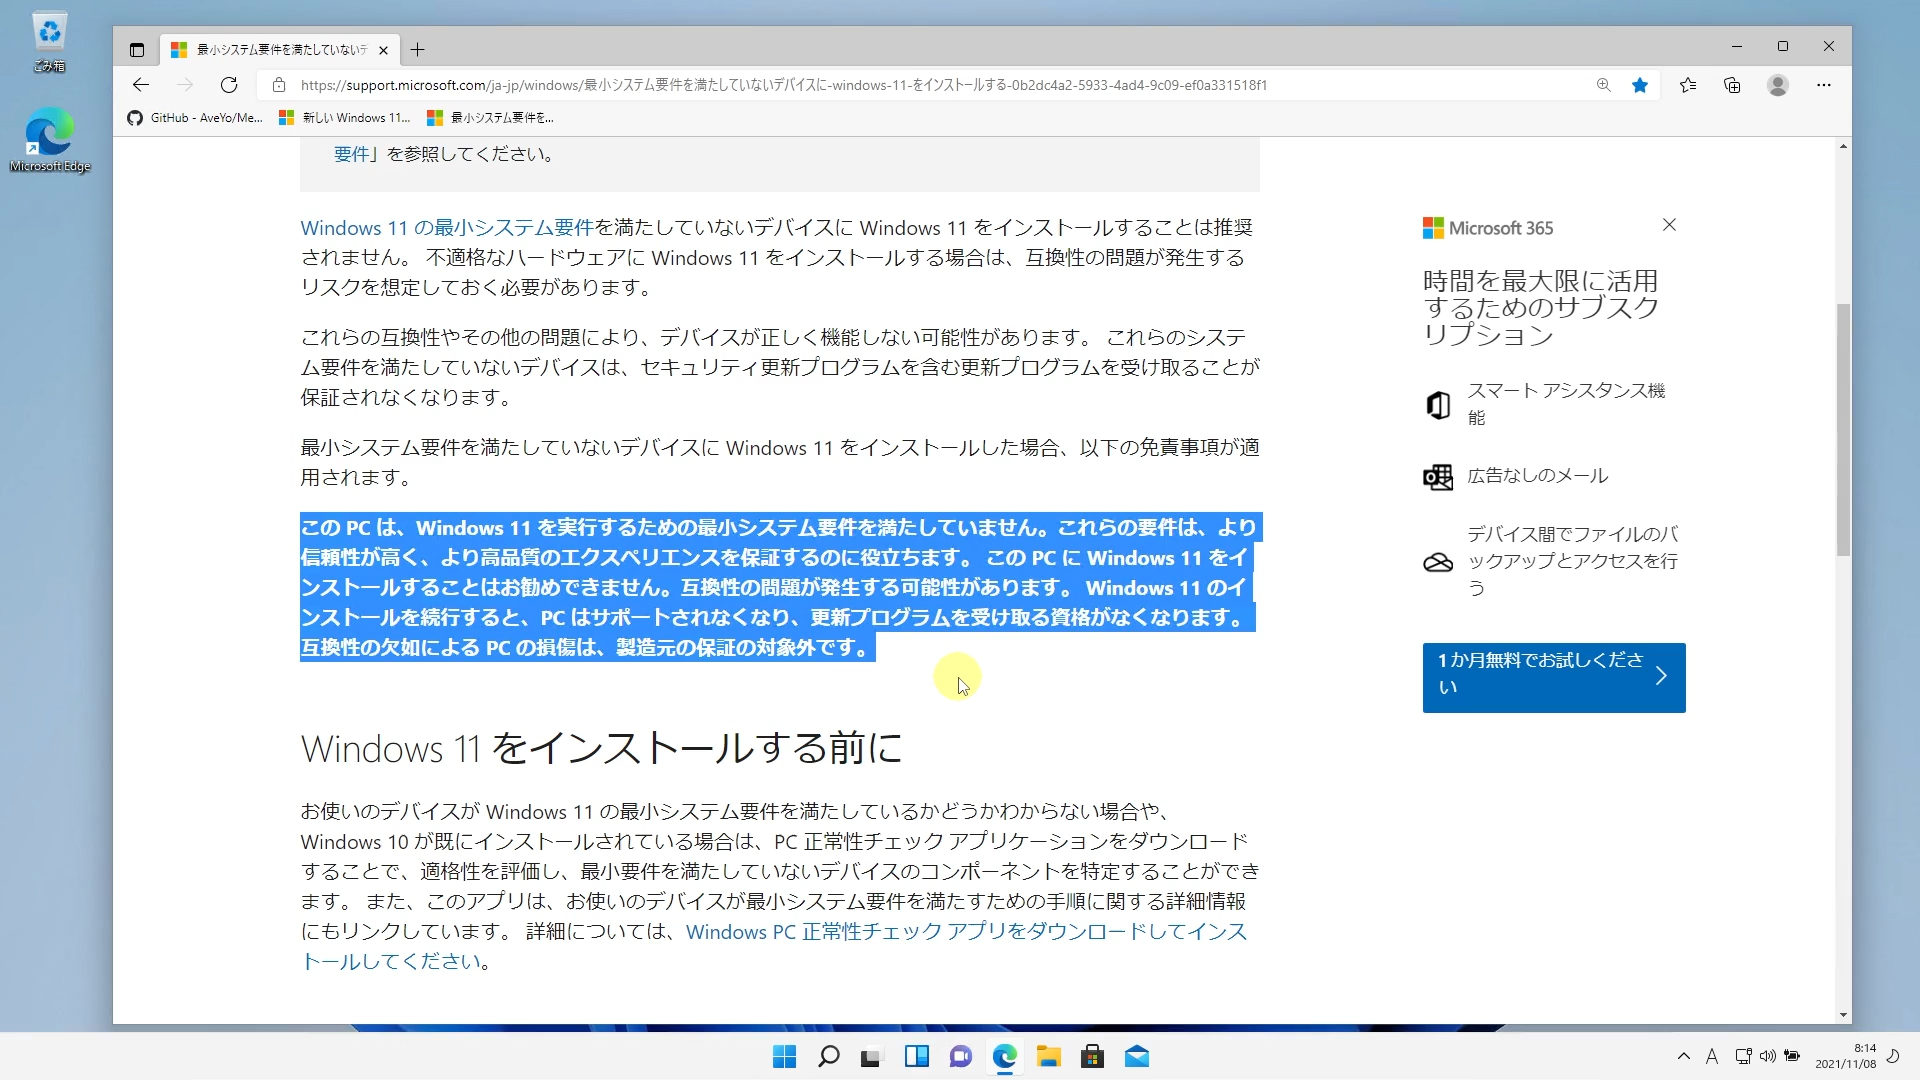 ごみ箱
Microsoft Edge
最小システム要件を満たしていないデ
https://support.microsoft.com/ja-jp/windows/最小システム要件を満たしていないデバイスに-windows-11-をインストールする-0b2dc4a2-5933-4ad4-9c09-ef0a331518f1
GitHub - AveYo/Me...
新しい Windows 11...
最小システム要件を...
要件」を参照してください。
Windows 11 の最小システム要件を満たしていないデバイスに Windows 11 をインストールすることは推奨
されません。 不適格なハードウェアに Windows 11 をインストールする場合は、互換性の問題が発生する
リスクを想定しておく必要があります。
これらの互換性やその他の問題により、デバイスが正しく機能しない可能性があります。 これらのシステ
ム要件を満たしていないデバイスは、セキュリティ更新プログラムを含む更新プログラムを受け取ることが
保証されなくなります。
最小システム要件を満たしていないデバイスに Windows 11 をインストールした場合、以下の免責事項が適
用されます。
この PC は、Windows 11 を実行するための最小システム要件を満たしていません。これらの要件は、より
信頼性が高く、より高品質のエクスペリエンスを保証するのに役立ちます。 この PC に Windows 11 をイ
ンストールすることはお勧めできません。互換性の問題が発生する可能性があります。 Windows 11 のイ
ンストールを続行すると、PC はサポートされなくなり、更新プログラムを受け取る資格がなくなります。
互換性の欠如による PC の損傷は、製造元の保証の対象外です。
Windows 11 をインストールする前に
お使いのデバイスが Windows 11 の最小システム要件を満たしているかどうかわからない場合や、
Windows 10 が既にインストールされている場合は、PC 正常性チェック アプリケーションをダウンロード
することで、適格性を評価し、最小要件を満たしていないデバイスのコンポーネントを特定することができ
ます。 また、このアプリは、お使いのデバイスが最小システム要件を満たすための手順に関する詳細情報
にもリンクしています。 詳細については、Windows PC 正常性チェック アプリをダウンロードしてインス
トールしてください。
Microsoft 365
時間を最大限に活用
するためのサブスク
リプション
スマート アシスタンス機
能
広告なしのメール
デバイス間でファイルのバ
ックアップとアクセスを行
う
1 か月無料でお試しくださ
い
A
8:14
2021/11/08